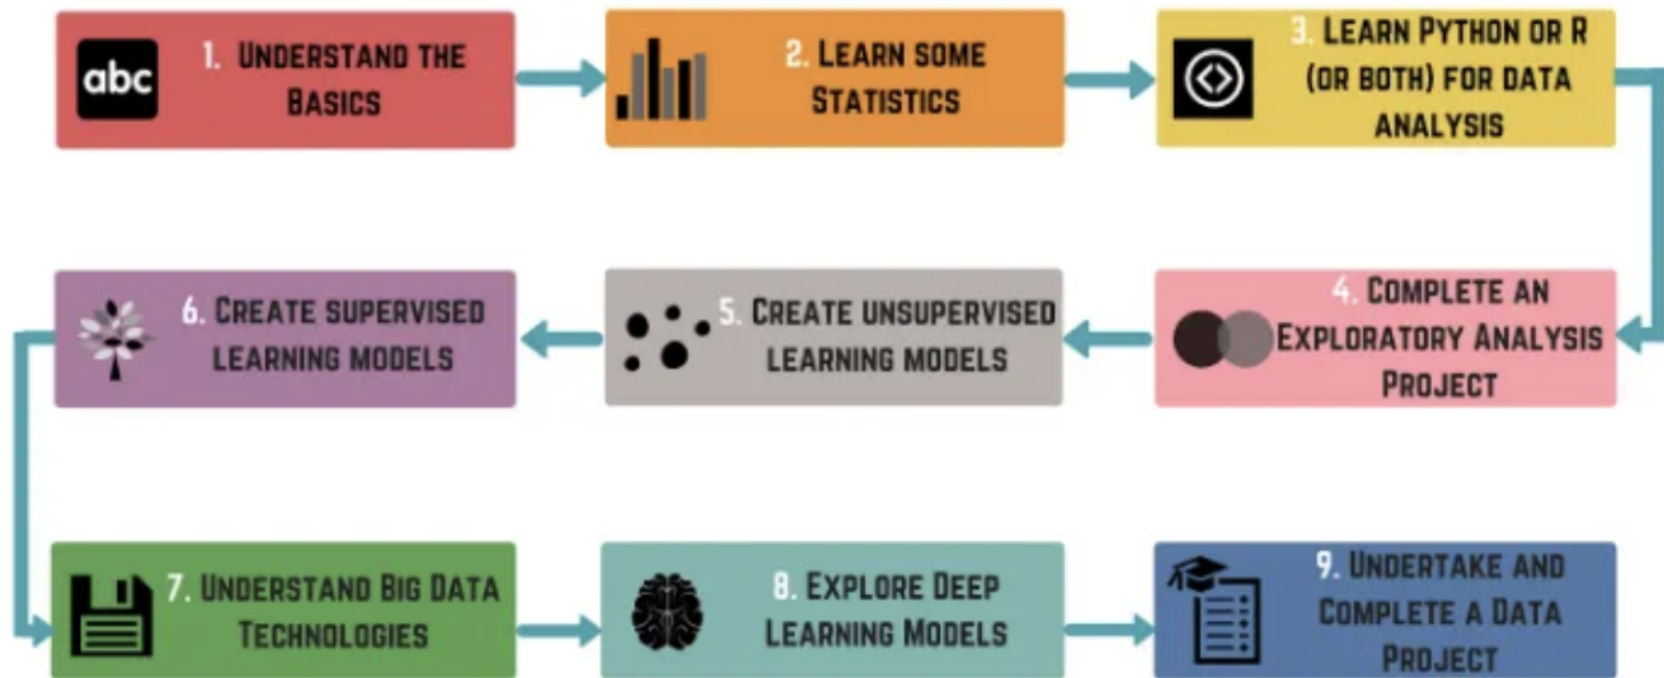 abc
1. UNDERSTAND THE
BASICS
2. LEARN SOME
STATISTICS
3. LEARN PYTHON OR R
(OR BOTH) FOR DATA
ANALYSIS
4. COMPLETE AN
EXPLORATORY ANALYSIS
PROJECT
5. CREATE UNSUPERVISED
LEARNING MODELS
6. CREATE SUPERVISED
LEARNING MODELS
7. UNDERSTAND BIG DATA
TECHNOLOGIES
8. EXPLORE DEEP
LEARNING MODELS
9. UNDERTAKE AND
COMPLETE A DATA
PROJECT